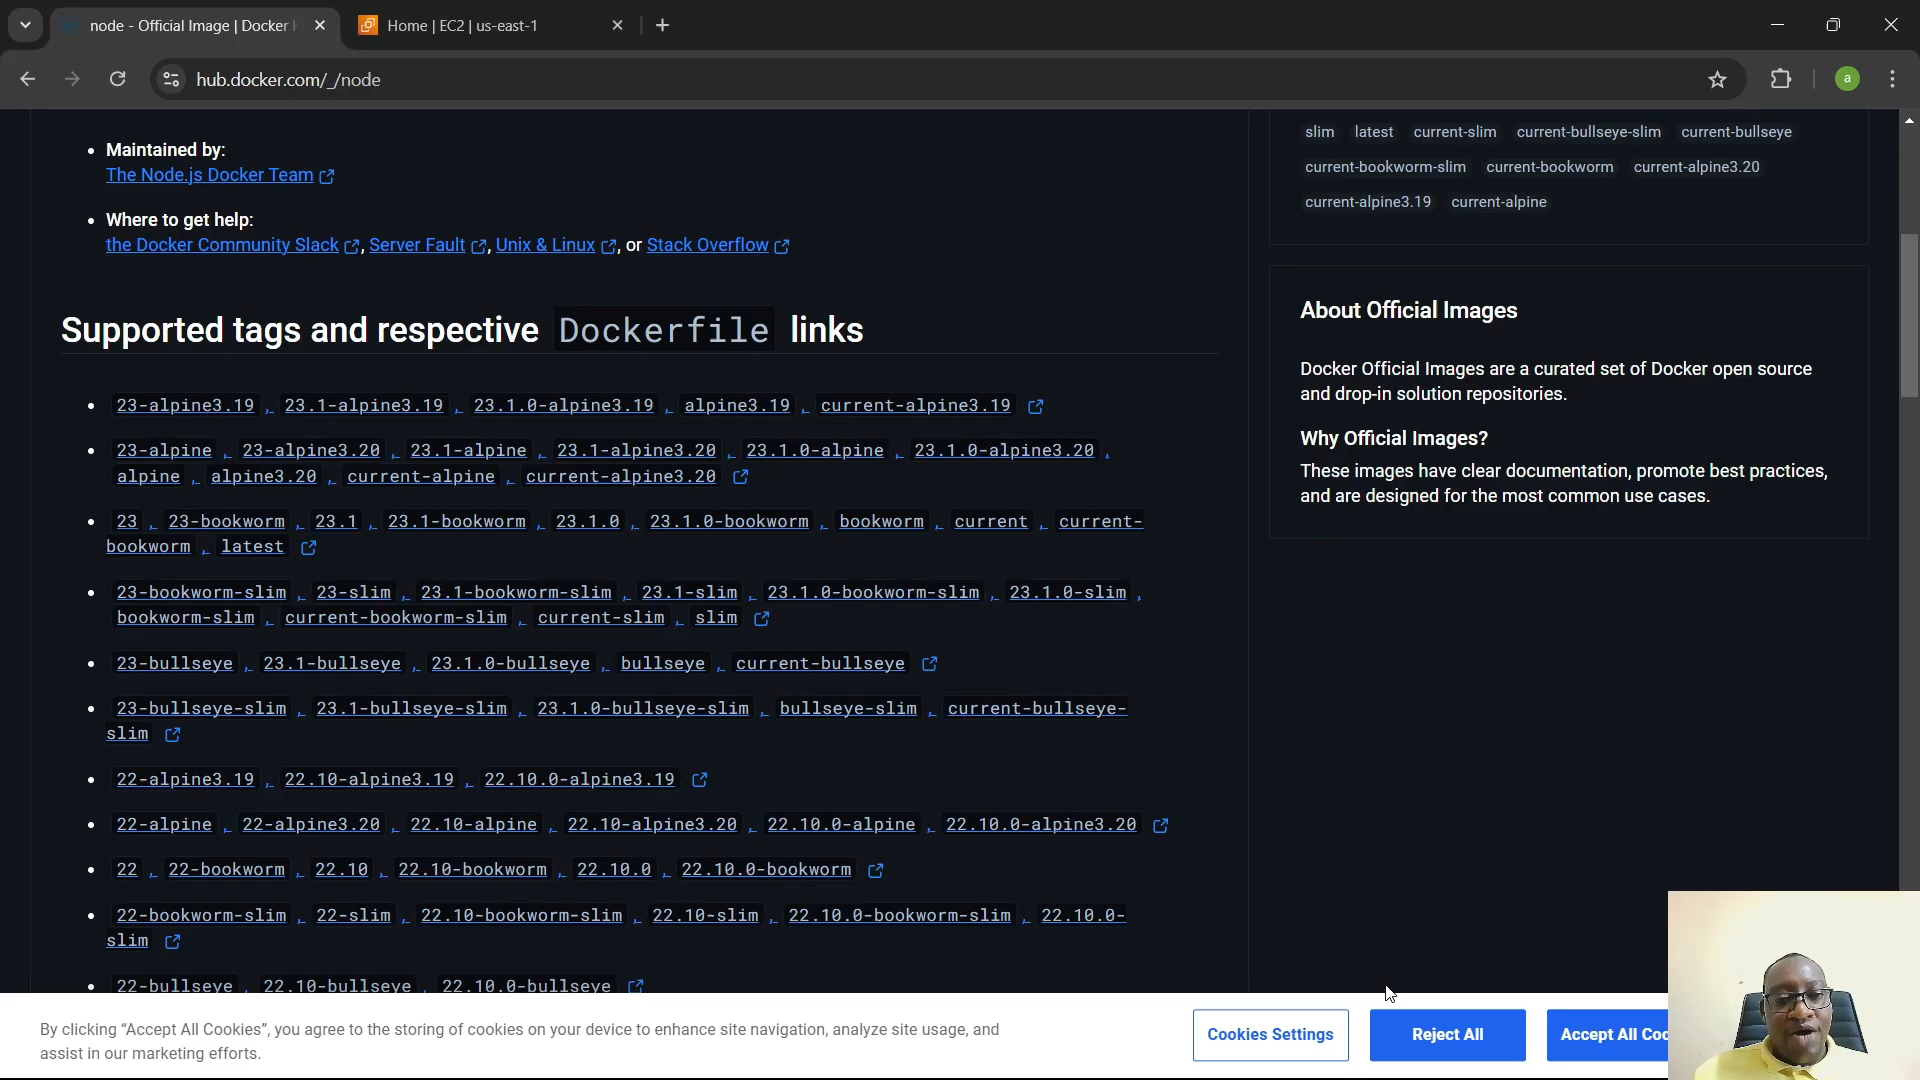 node - Official Image | Docker H
Home | EC2 | us-east-1
hub.docker.com/_/node
a
Maintained by:
The Node.js Docker Team
Where to get help:
the Docker Community Slack, Server Fault, Unix & Linux, or Stack Overflow
Supported tags and respective Dockerfile links
23-alpine3.19, 23.1-alpine3.19, 23.1.0-alpine3.19, alpine3.19, current-alpine3.19
23-alpine, 23-alpine3.20, 23.1-alpine, 23.1-alpine3.20, 23.1.0-alpine, 23.1.0-alpine3.20,
alpine, alpine3.20, current-alpine, current-alpine3.20
23, 23-bookworm, 23.1, 23.1-bookworm, 23.1.0, 23.1.0-bookworm, bookworm, current, current-
bookworm, latest
23-bookworm-slim, 23-slim, 23.1-bookworm-slim, 23.1-slim, 23.1.0-bookworm-slim, 23.1.0-slim,
bookworm-slim, current-bookworm-slim, current-slim, slim
23-bullseye, 23.1-bullseye, 23.1.0-bullseye, bullseye, current-bullseye
23-bullseye-slim, 23.1-bullseye-slim, 23.1.0-bullseye-slim, bullseye-slim, current-bullseye-
slim
22-alpine3.19, 22.10-alpine3.19, 22.10.0-alpine3.19
22-alpine, 22-alpine3.20, 22.10-alpine, 22.10-alpine3.20, 22.10.0-alpine, 22.10.0-alpine3.20
22, 22-bookworm, 22.10, 22.10-bookworm, 22.10.0, 22.10.0-bookworm
22-bookworm-slim, 22-slim, 22.10-bookworm-slim, 22.10-slim, 22.10.0-bookworm-slim, 22.10.0-
slim
22-bullseye, 22.10-bullseye, 22.10.0-bullseye
slim latest current-slim current-bullseye-slim current-bullseye
current-bookworm-slim current-bookworm current-alpine3.20
current-alpine3.19 current-alpine
About Official Images
Docker Official Images are a curated set of Docker open source
and drop-in solution repositories.
Why Official Images?
These images have clear documentation, promote best practices,
and are designed for the most common use cases.
By clicking “Accept All Cookies”, you agree to the storing of cookies on your device to enhance site navigation, analyze site usage, and
assist in our marketing efforts.
Cookies Settings
Reject All
Accept All Coo